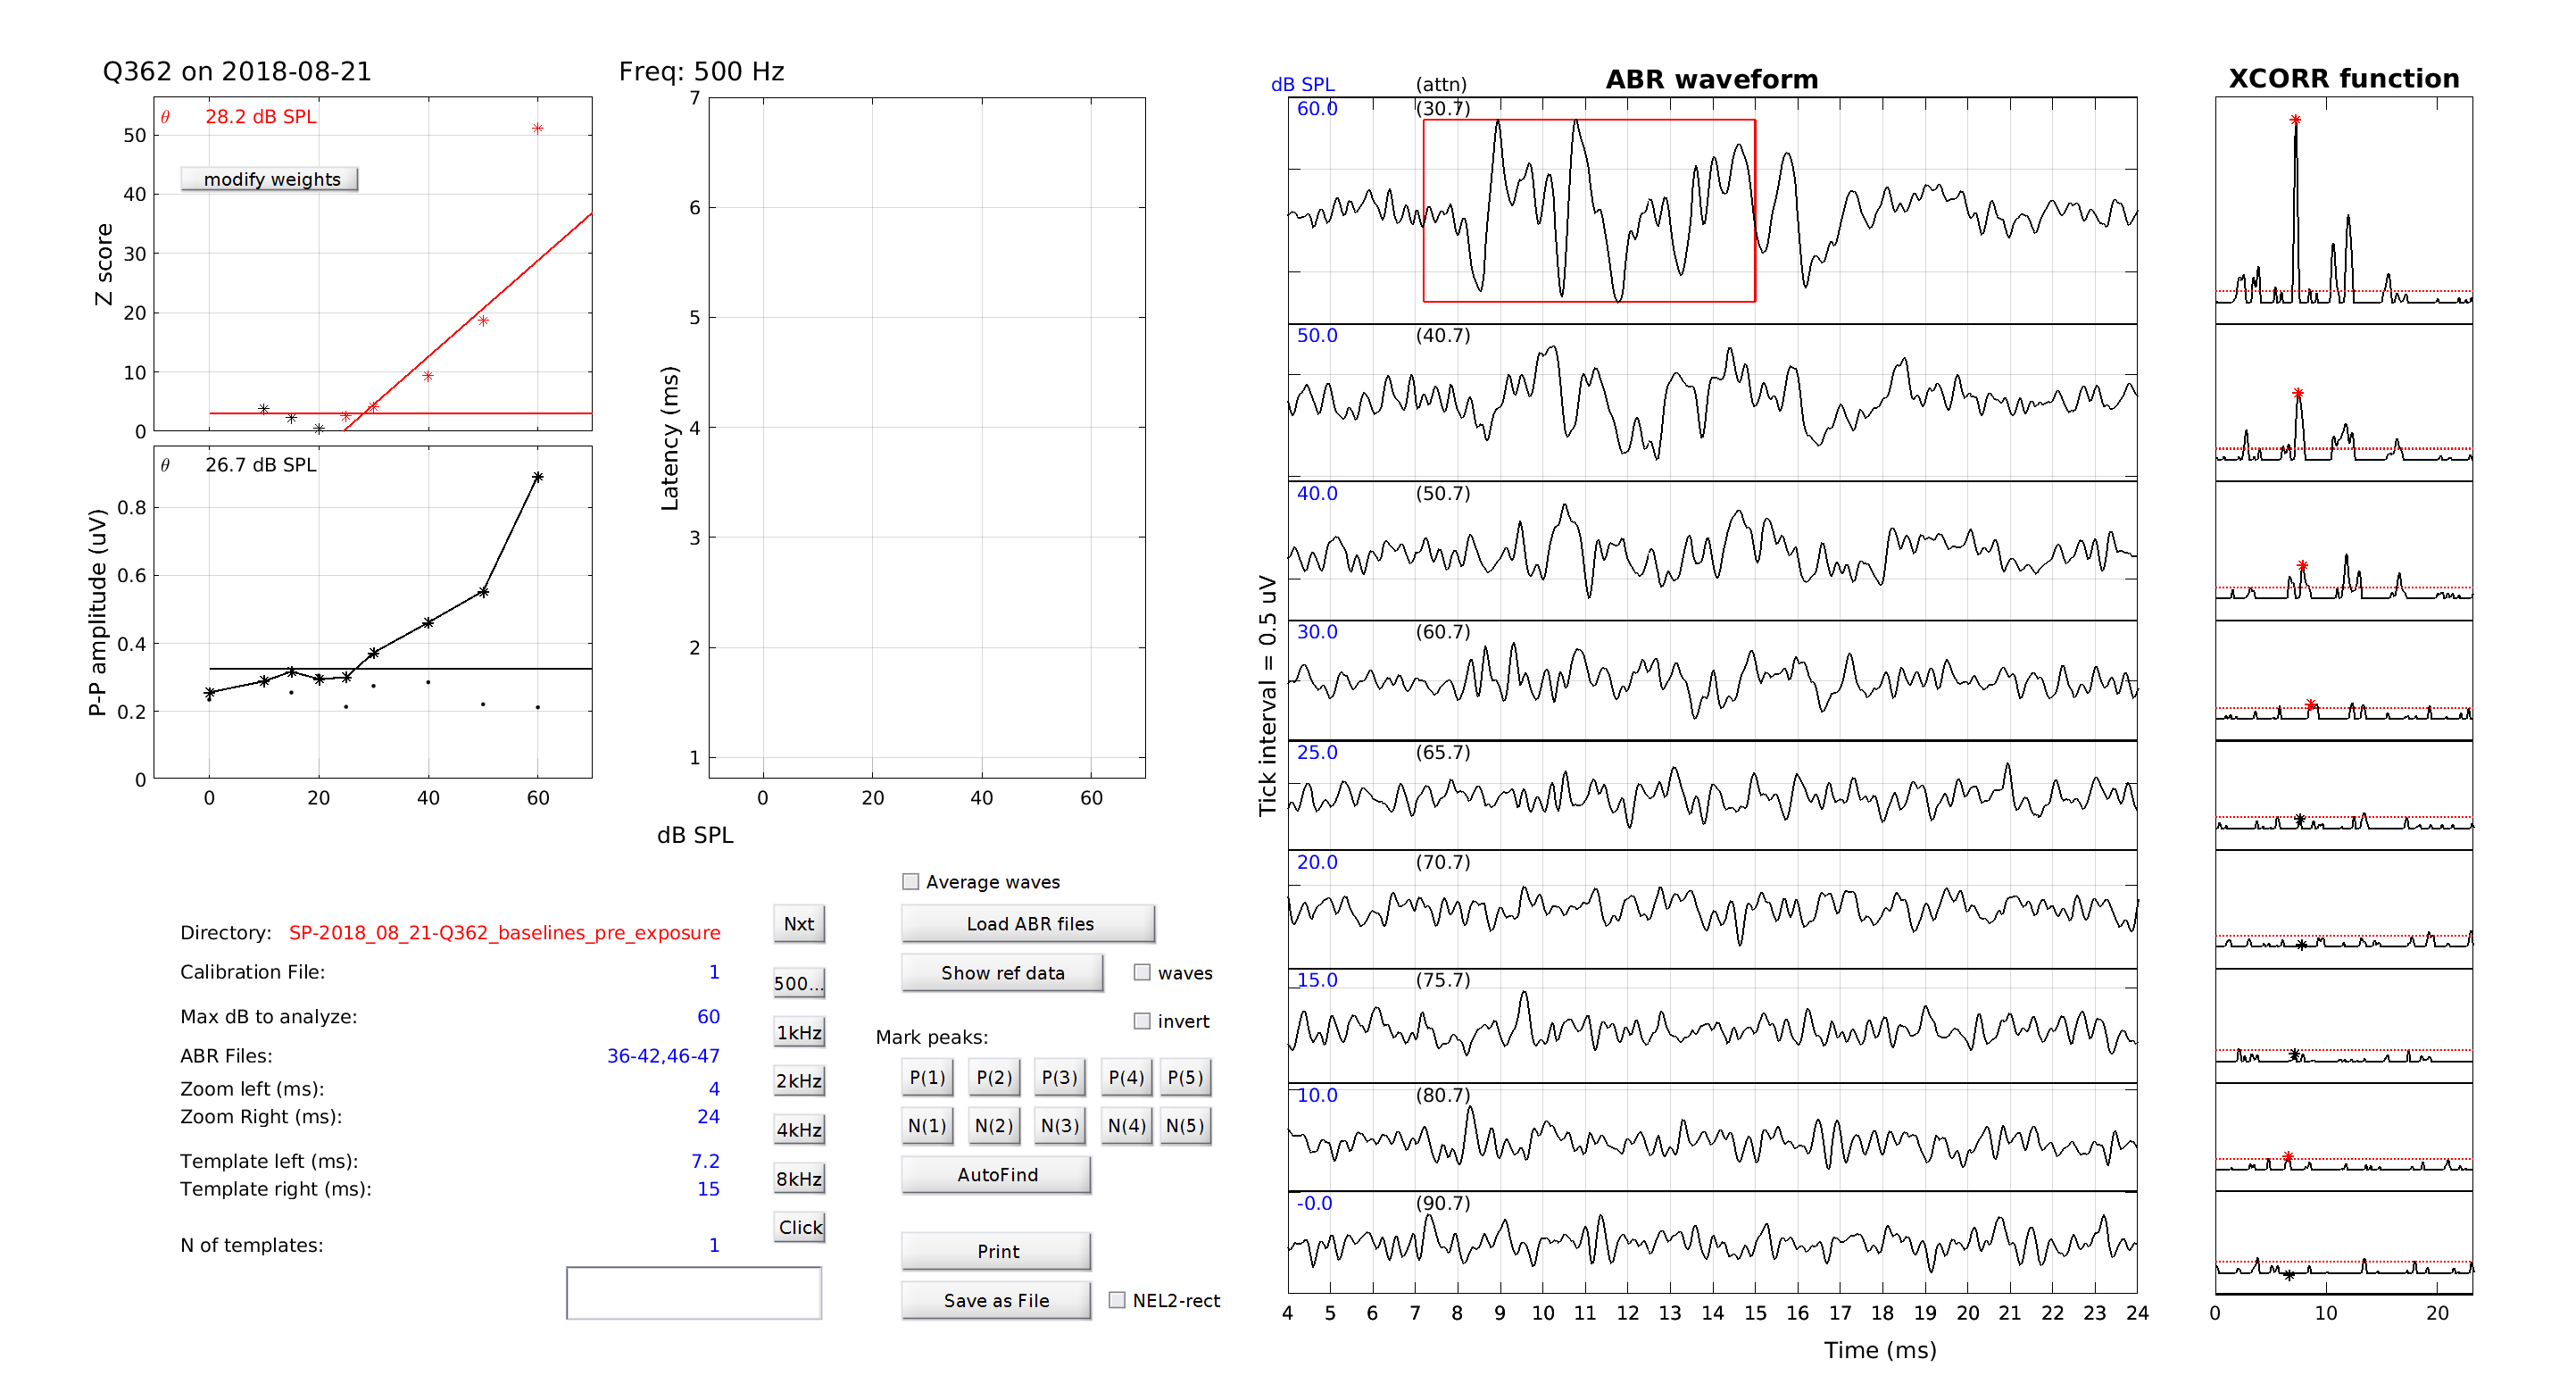 Q362 on 2018-08-21
θ 28.2 dB SPL
modify weights
Z score
50
40
30
20
10
0
θ 26.7 dB SPL
P-P amplitude (uV)
0.8
0.6
0.4
0.2
0
0 20 40 60
Freq: 500 Hz
Latency (ms)
7
6
5
4
3
2
1
0 20 40 60
dB SPL
Directory: SP-2018_08_21-Q362_baselines_pre_exposure
Calibration File: 1
Max dB to analyze: 60
ABR Files: 36-42,46-47
Zoom left (ms): 4
Zoom Right (ms): 24
Template left (ms): 7.2
Template right (ms): 15
N of templates: 1
Nxt
500...
1kHz
2kHz
4kHz
8kHz
Click
Average waves
Load ABR files
Show ref data
waves
invert
Mark peaks:
P(1) P(2) P(3) P(4) P(5)
N(1) N(2) N(3) N(4) N(5)
AutoFind
Print
Save as File
NEL2-rect
ABR waveform
dB SPL (attn)
60.0 (30.7)
50.0 (40.7)
40.0 (50.7)
30.0 (60.7)
25.0 (65.7)
20.0 (70.7)
15.0 (75.7)
10.0 (80.7)
-0.0 (90.7)
Tick interval = 0.5 uV
4 5 6 7 8 9 10 11 12 13 14 15 16 17 18 19 20 21 22 23 24
Time (ms)
XCORR function
0 10 20